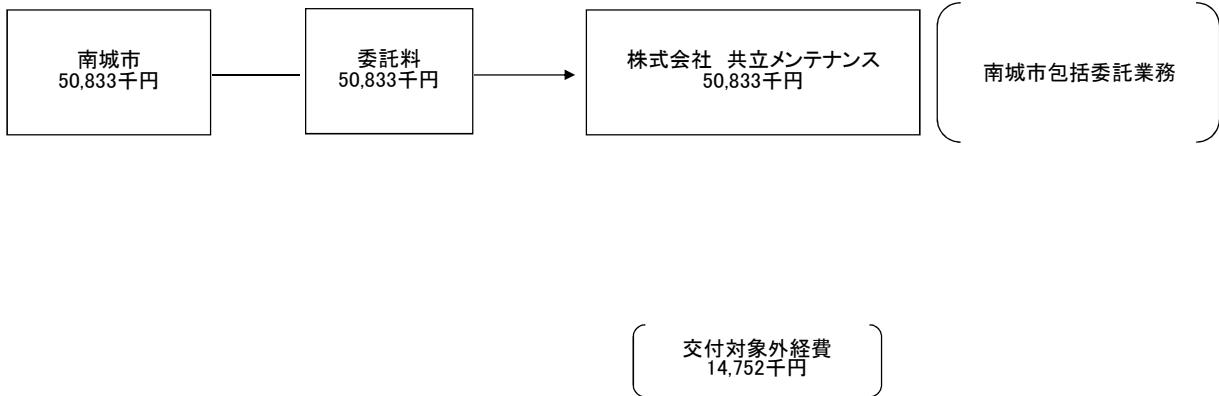 南城市
50,833千円
委託料
50,833千円
株式会社　共立メンテナンス
50,833千円
南城市包括委託業務
交付対象外経費
14,752千円